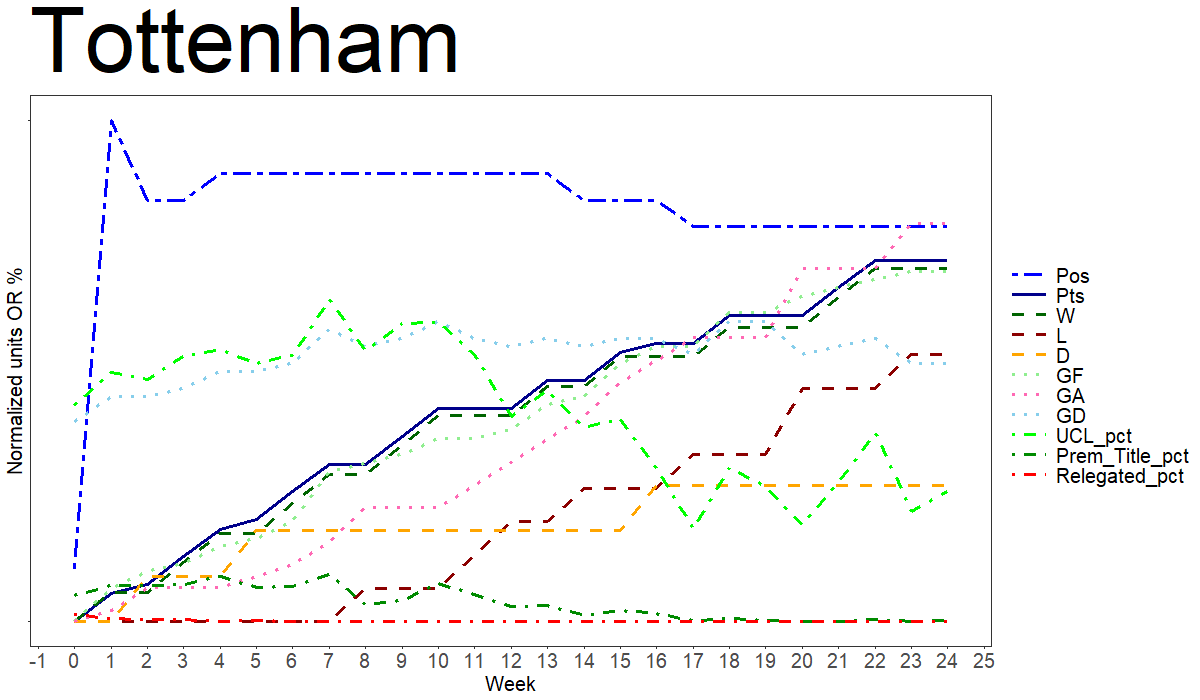 Tottenham
Normalized units OR %
Pos
Pts
W
L
D
GF
GA
GD
UCL_pct
Prem_Title_pct
Relegated_pct
-1 0 1 2 3 4 5 6 7 8 9 10 11 12 13 14 15 16 17 18 19 20 21 22 23 24 25
Week